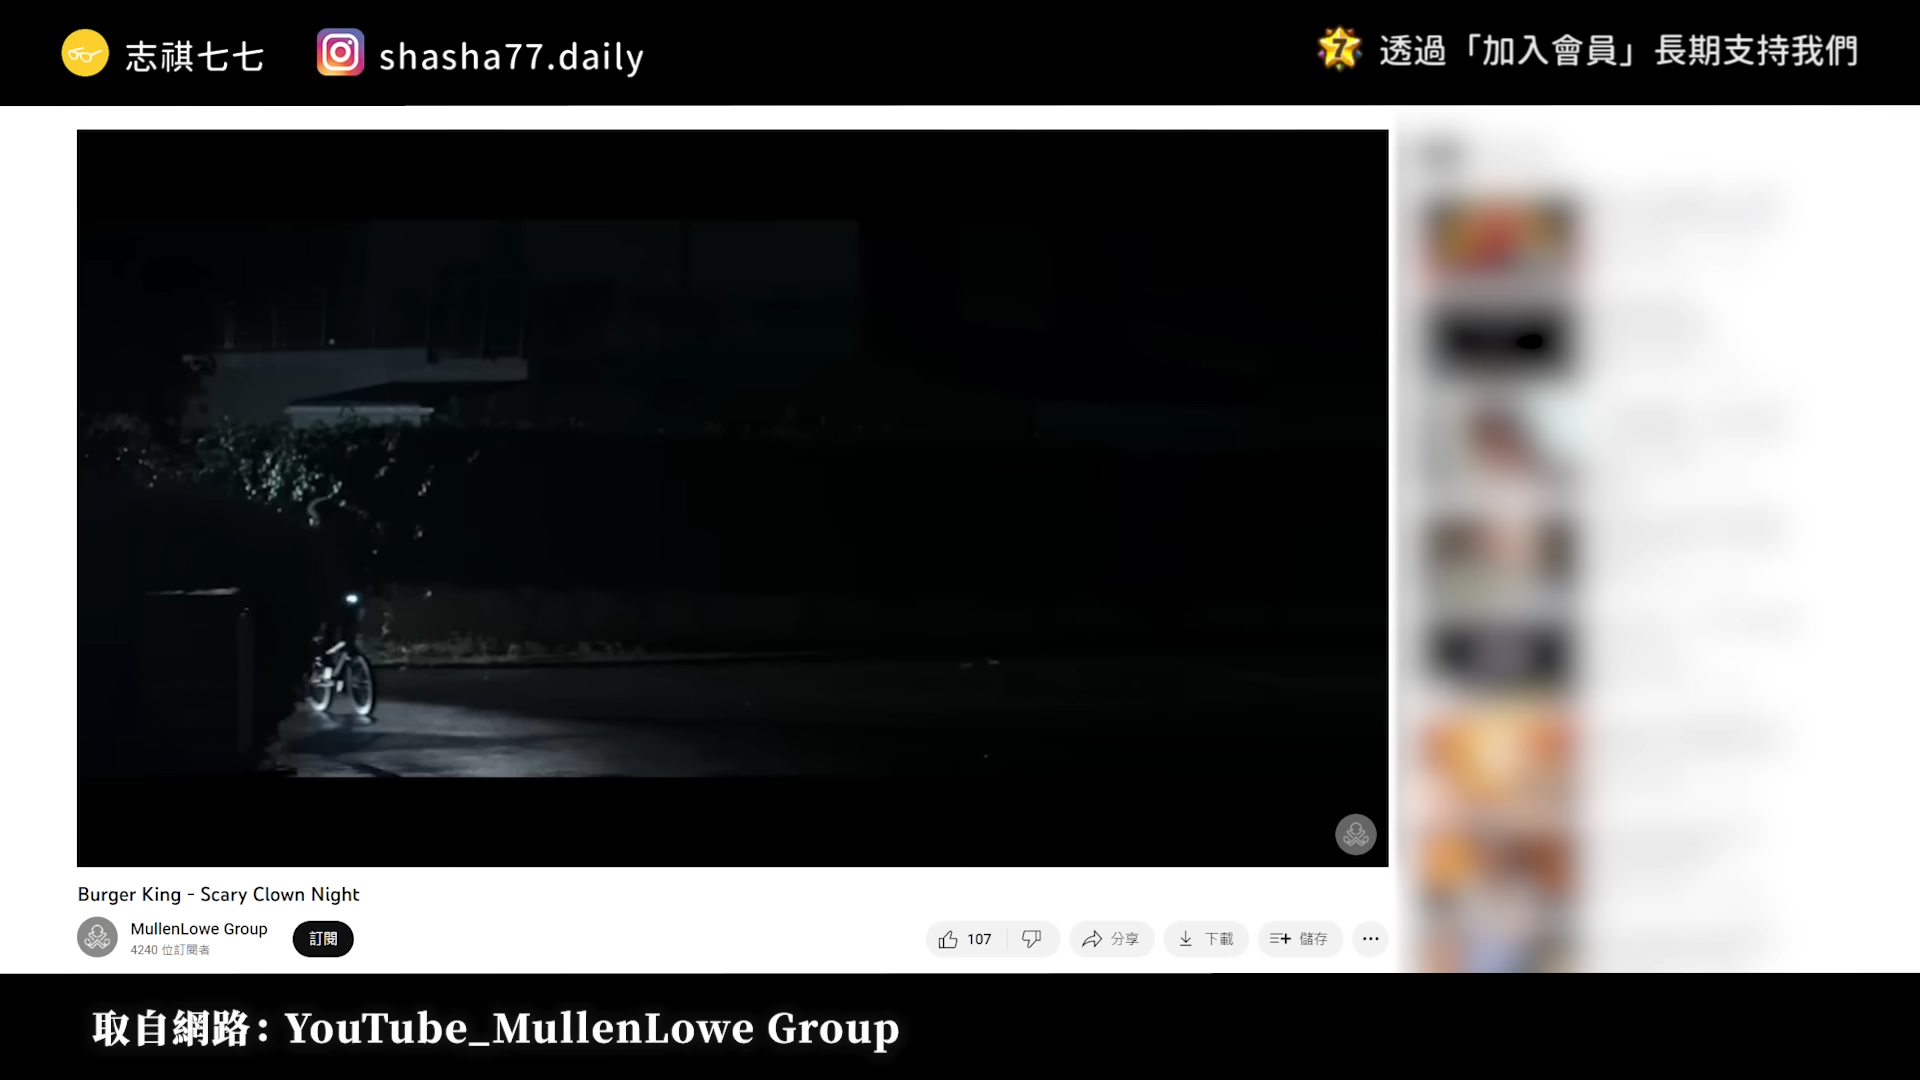 志祺七七
shasha77.daily
7
透過「加入會員」長期支持我們
Burger King - Scary Clown Night
MullenLowe Group
4240 位訂閱者
訂閱
107
分享
下載
儲存
取自網路：YouTube_MullenLowe Group